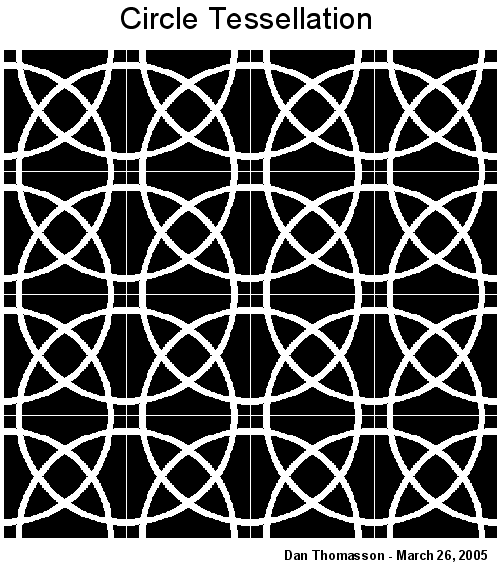 Circle Tessellation
Dan Thomasson - March 26, 2005